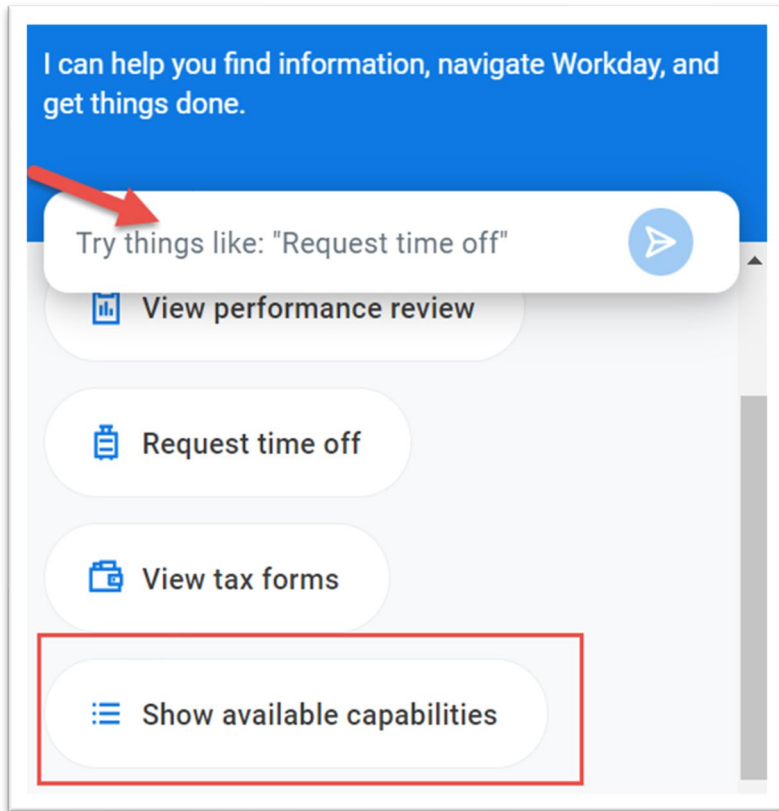 I can help you find information, navigate Workday, and
get things done.
Try things like: "Request time off"
View performance review
Request time off
View tax forms
Show available capabilities